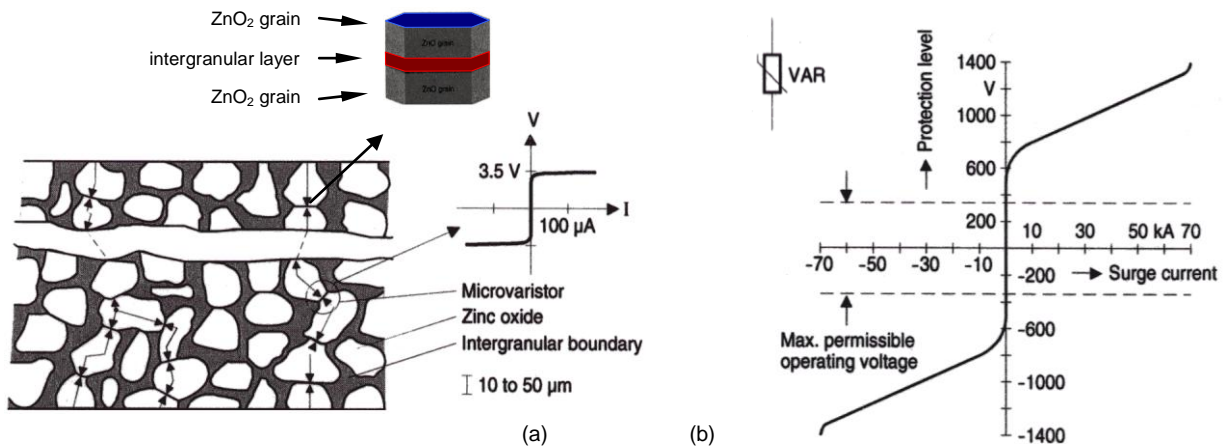 ZnO₂ grain
ZnO grain
intergranular layer
ZnO₂ grain
ZnO grain
V
3.5 V
I
100 µA
Microvaristor
Zinc oxide
Intergranular boundary
10 to 50 µm
(a)
(b)
VAR
Protection level
1400
V
1000
600
200
10 30 50 kA 70
-70 -50 -30 -10
-200
Surge current
Max. permissible
operating voltage
-600
-1000
-1400